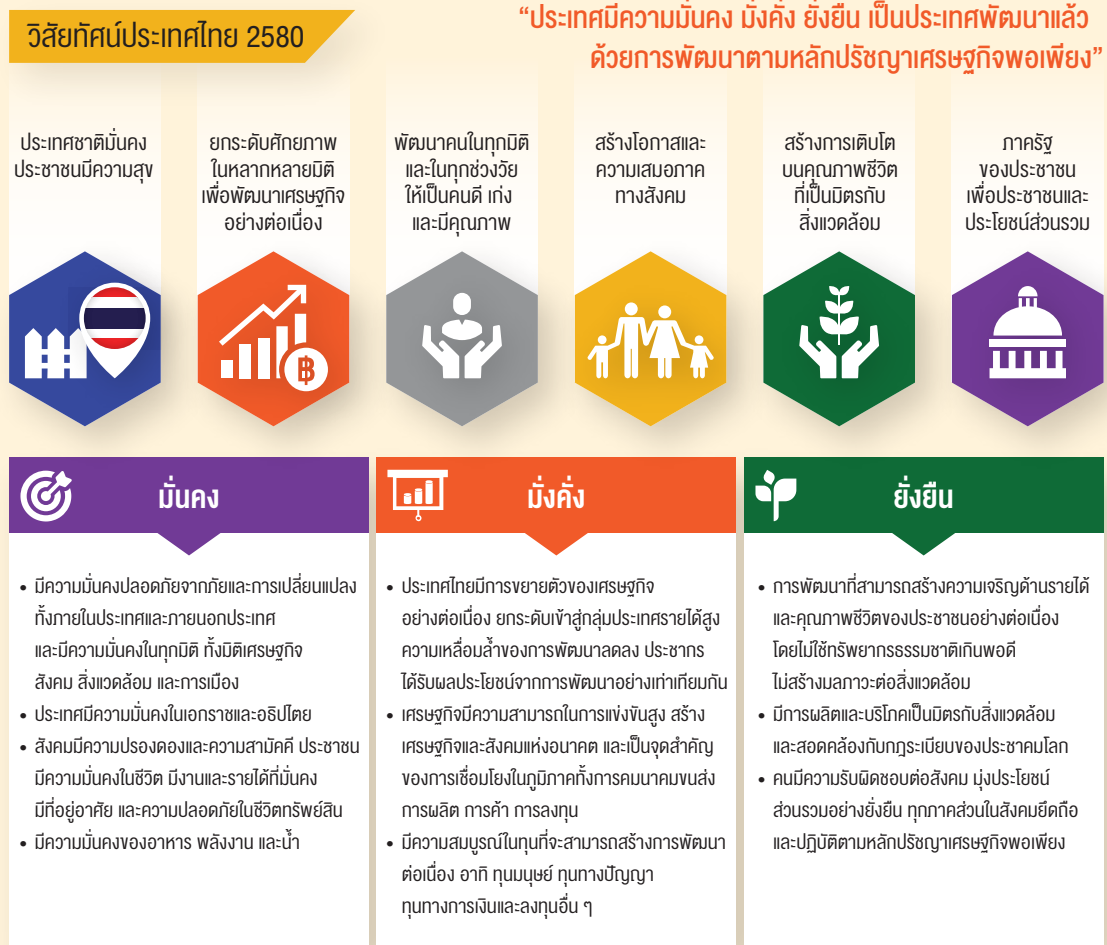 วิสัยทัศน์ประเทศไทย 2580
“ประเทศมีความมั่นคง มั่งคั่ง ยั่งยืน เป็นประเทศพัฒนาแล้ว
ด้วยการพัฒนาตามหลักปรัชญาเศรษฐกิจพอเพียง”
ประเทศชาติมั่นคง
ประชาชนมีความสุข
ยกระดับศักยภาพ
ในหลากหลายมิติ
เพื่อพัฒนาเศรษฐกิจ
อย่างต่อเนื่อง
พัฒนาคนในทุกมิติ
และในทุกช่วงวัย
ให้เป็นคนดี เก่ง
และมีคุณภาพ
สร้างโอกาสและ
ความเสมอภาค
ทางสังคม
สร้างการเติบโต
บนคุณภาพชีวิต
ที่เป็นมิตรกับ
สิ่งแวดล้อม
ภาครัฐ
ของประชาชน
เพื่อประชาชนและ
ประโยชน์ส่วนรวม
฿
มั่นคง
• มีความมั่นคงปลอดภัยจากภัยและการเปลี่ยนแปลง
ทั้งภายในประเทศและภายนอกประเทศ
และมีความมั่นคงในทุกมิติ ทั้งมิติเศรษฐกิจ
สังคม สิ่งแวดล้อม และการเมือง
• ประเทศมีความมั่นคงในเอกราชและอธิปไตย
• สังคมมีความปรองดองและความสามัคคี ประชาชน
มีความมั่นคงในชีวิต มีงานและรายได้ที่มั่นคง
มีที่อยู่อาศัย และความปลอดภัยในชีวิตทรัพย์สิน
• มีความมั่นคงของอาหาร พลังงาน และน้ำ
มั่งคั่ง
• ประเทศไทยมีการขยายตัวของเศรษฐกิจ
อย่างต่อเนื่อง ยกระดับเข้าสู่กลุ่มประเทศรายได้สูง
ความเหลื่อมล้ำของการพัฒนาลดลง ประชากร
ได้รับผลประโยชน์จากการพัฒนาอย่างเท่าเทียมกัน
• เศรษฐกิจมีความสามารถในการแข่งขันสูง สร้าง
เศรษฐกิจและสังคมแห่งอนาคต และเป็นจุดสำคัญ
ของการเชื่อมโยงในภูมิภาคทั้งการคมนาคมขนส่ง
การผลิต การค้า การลงทุน
• มีความสมบูรณ์ในทุนที่จะสามารถสร้างการพัฒนา
ต่อเนื่อง อาทิ ทุนมนุษย์ ทุนทางปัญญา
ทุนทางการเงินและลงทุนอื่น ๆ
ยั่งยืน
• การพัฒนาที่สามารถสร้างความเจริญด้านรายได้
และคุณภาพชีวิตของประชาชนอย่างต่อเนื่อง
โดยไม่ใช้ทรัพยากรธรรมชาติเกินพอดี
ไม่สร้างมลภาวะต่อสิ่งแวดล้อม
• มีการผลิตและบริโภคเป็นมิตรกับสิ่งแวดล้อม
และสอดคล้องกับกฎระเบียบของประชาคมโลก
• คนมีความรับผิดชอบต่อสังคม มุ่งประโยชน์
ส่วนรวมอย่างยั่งยืน ทุกภาคส่วนในสังคมยึดถือ
และปฏิบัติตามหลักปรัชญาเศรษฐกิจพอเพียง